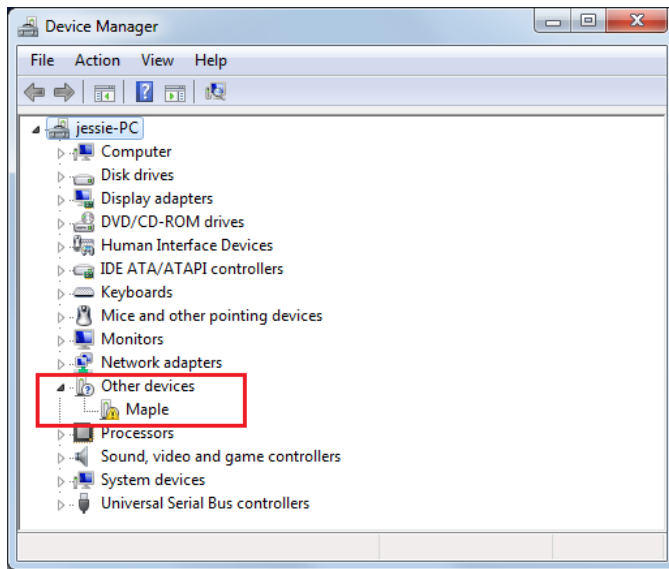 Device Manager
File Action View Help
jessie-PC
Computer
Disk drives
Display adapters
DVD/CD-ROM drives
Human Interface Devices
IDE ATA/ATAPI controllers
Keyboards
Mice and other pointing devices
Monitors
Network adapters
Other devices
Maple
Processors
Sound, video and game controllers
System devices
Universal Serial Bus controllers